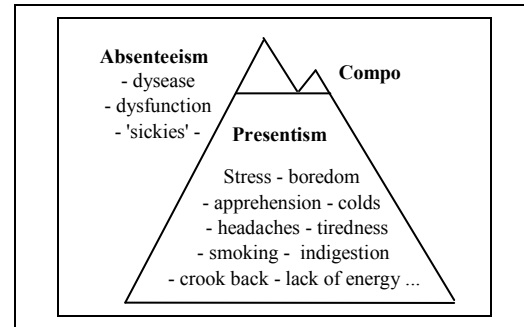 Absenteeism
- dysease
- dysfunction
- 'sickies' -
Compo
Presentism
Stress - boredom
- apprehension - colds
- headaches - tiredness
- smoking - indigestion
- crook back - lack of energy ...